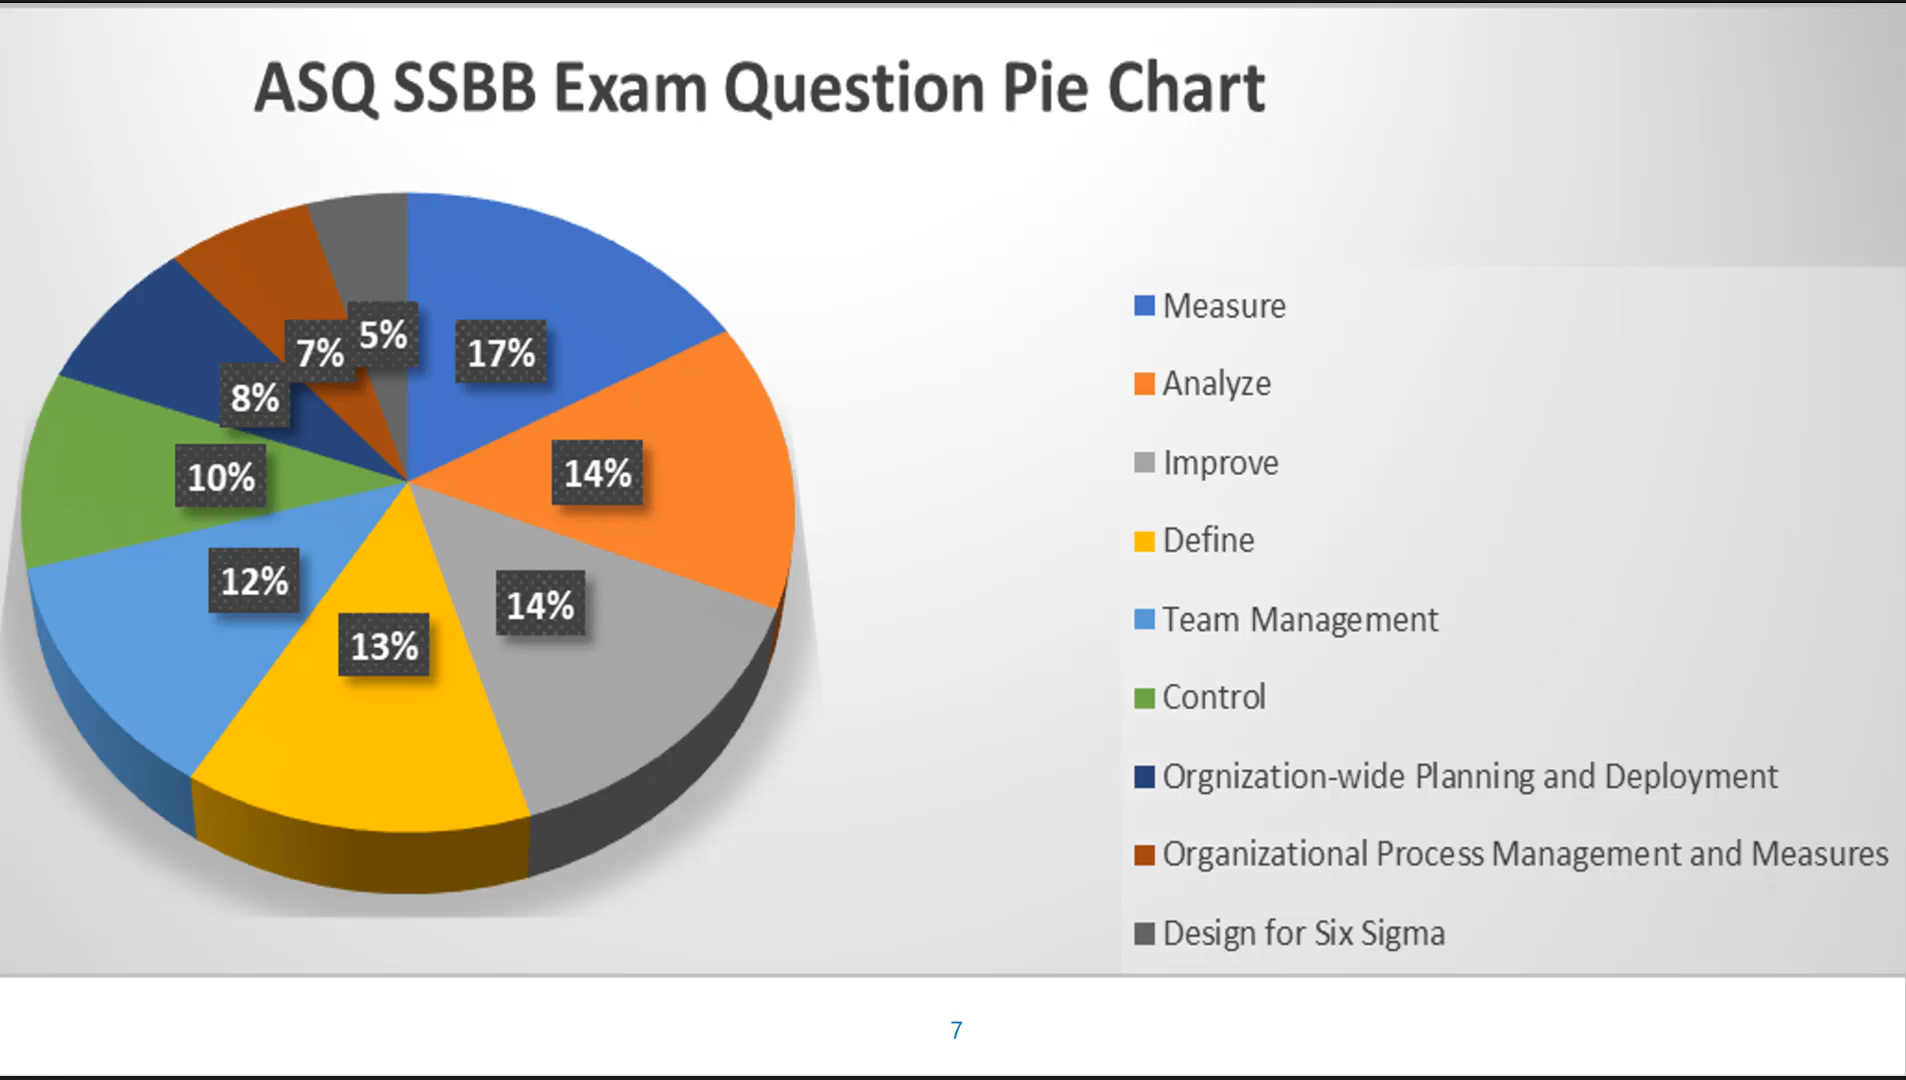 ASQ SSBB Exam Question Pie Chart
5%
7%
17%
8%
14%
10%
12%
14%
13%
Measure
Analyze
Improve
Define
Team Management
Control
Orgnization-wide Planning and Deployment
Organizational Process Management and Measures
Design for Six Sigma
7